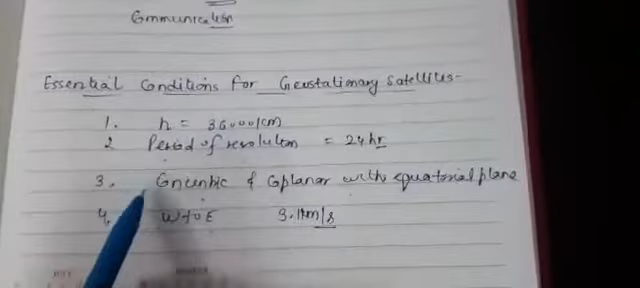 Communication
Essential Conditions for Geostationary Satellites-
1. h = 36000km
2 Period of revolution = 24hr
3. Concentric & Coplanar with equatorial plane
4. W to E 3.1km/s